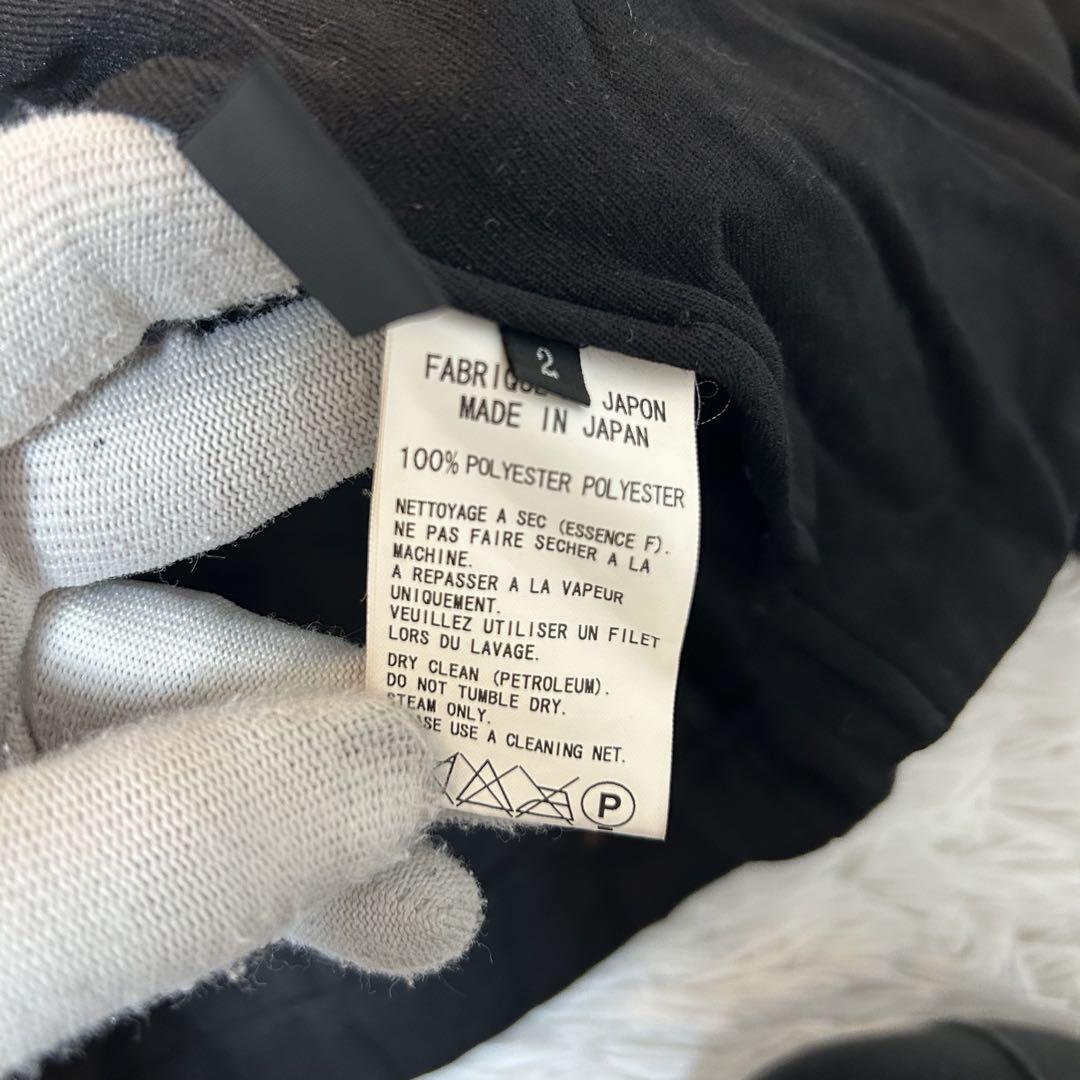 2
JAPON
MADE IN JAPAN
100% POLYESTER POLYESTER
NETTOYAGE A SEC (ESSENCE F).
NE PAS FAIRE SECHER A LA
MACHINE.
A REPASSER A LA VAPEUR
UNIQUEMENT.
VEUILLEZ UTILISER UN FILET
LORS DU LAVAGE.
DRY CLEAN (PETROLEUM).
DO NOT TUMBLE DRY.
STEAM ONLY.
USE A CLEANING NET.
P